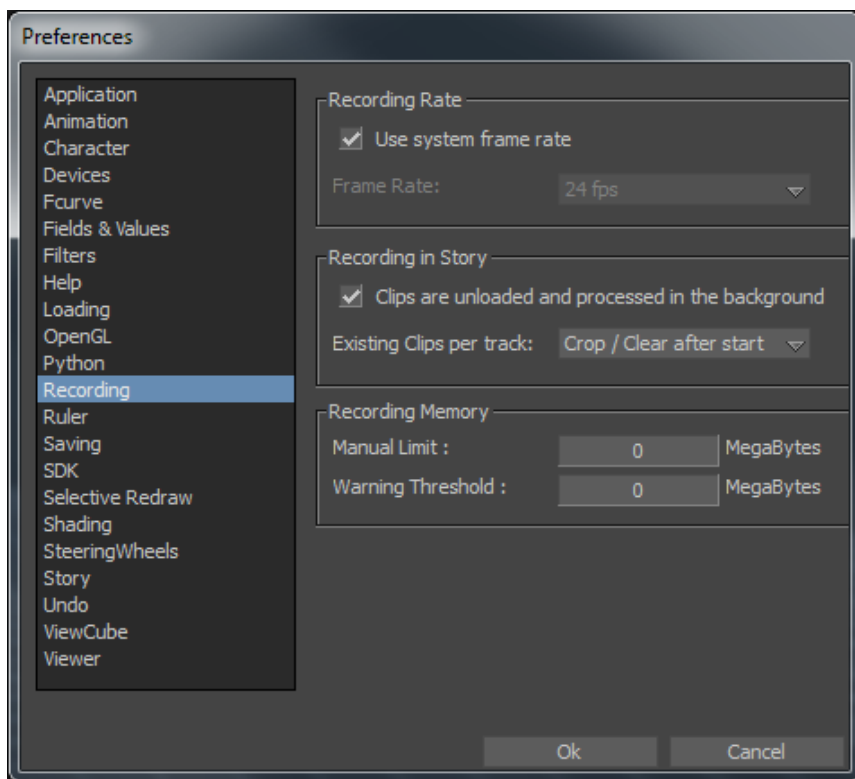 Preferences
Application
Animation
Character
Devices
Fcurve
Fields & Values
Filters
Help
Loading
OpenGL
Python
Recording
Ruler
Saving
SDK
Selective Redraw
Shading
SteeringWheels
Story
Undo
ViewCube
Viewer
Recording Rate
Use system frame rate
Frame Rate: 24 fps
Recording in Story
Clips are unloaded and processed in the background
Existing Clips per track: Crop / Clear after start
Recording Memory
Manual Limit : 0 MegaBytes
Warning Threshold : 0 MegaBytes
Ok Cancel